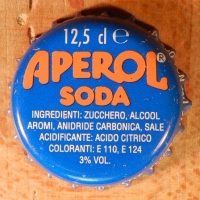 12,5 cl e
APEROL®
SODA
INGREDIENTI: ZUCCHERO, ALCOOL
AROMI, ANIDRIDE CARBONICA, SALE
ACIDIFICANTE: ACIDO CITRICO
COLORANTI: E 110, E 124
3% VOL.